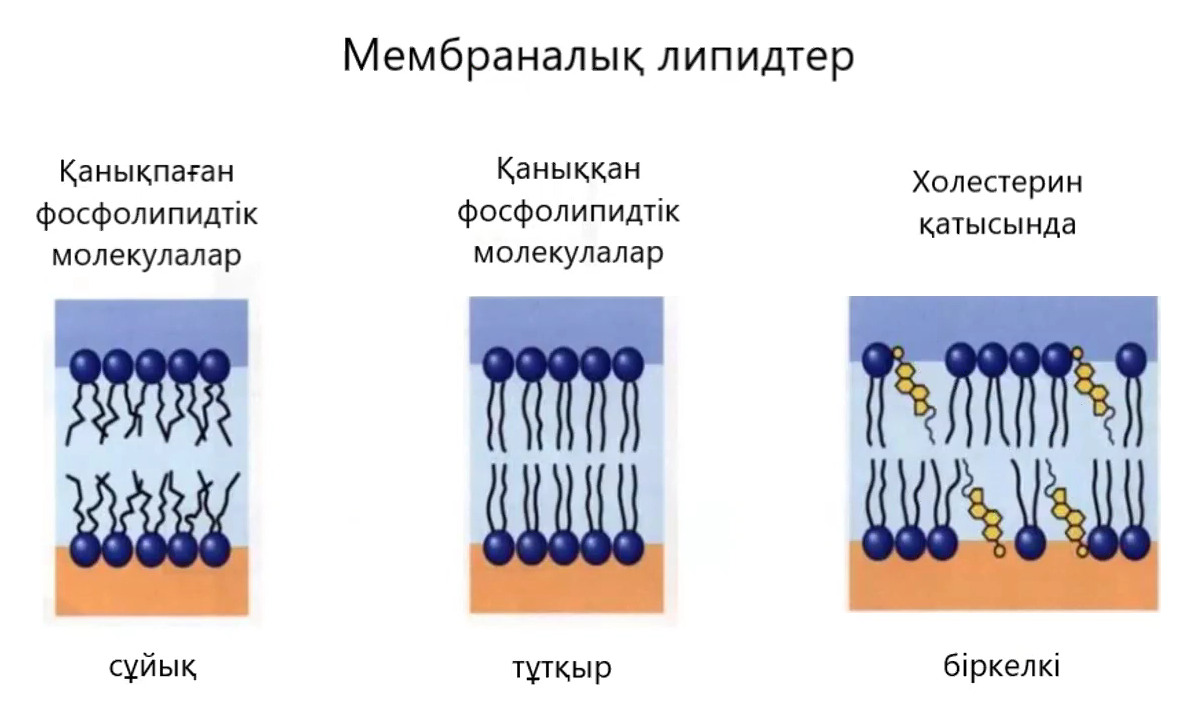 Мембраналық липидтер
Қанықпаған
фосфолипидтік
молекулалар
Қаныққан
фосфолипидтік
молекулалар
Холестерин
қатысында
сұйық
тұтқыр
біркелкі